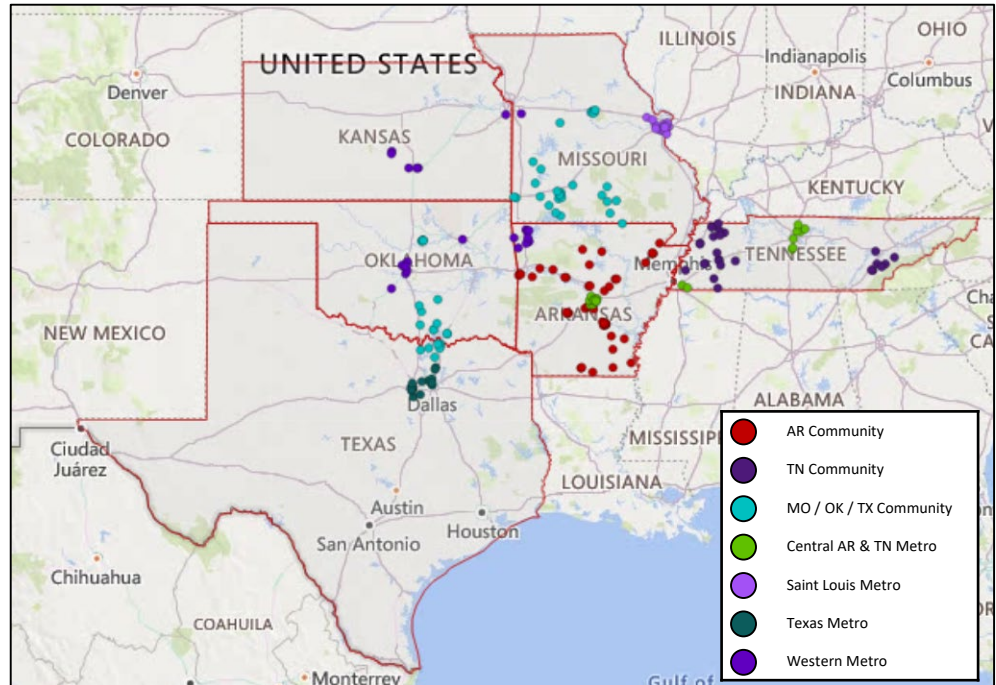 ILLINOIS
OHIO
UNITED STATES
Indianapolis
Denver
INDIANA
Columbus
COLORADO
KANSAS
MISSOURI
KENTUCKY
OKLAHOMA
Memphis
TENNESSEE
ARKANSAS
NEW MEXICO
Dallas
ALABAMA
Ciudad
Juárez
TEXAS
MISSISSIPPI
LOUISIANA
Austin
Houston
San Antonio
Chihuahua
COAHUILA
Monterrey
Gulf of
AR Community
TN Community
MO / OK / TX Community
Central AR & TN Metro
Saint Louis Metro
Texas Metro
Western Metro